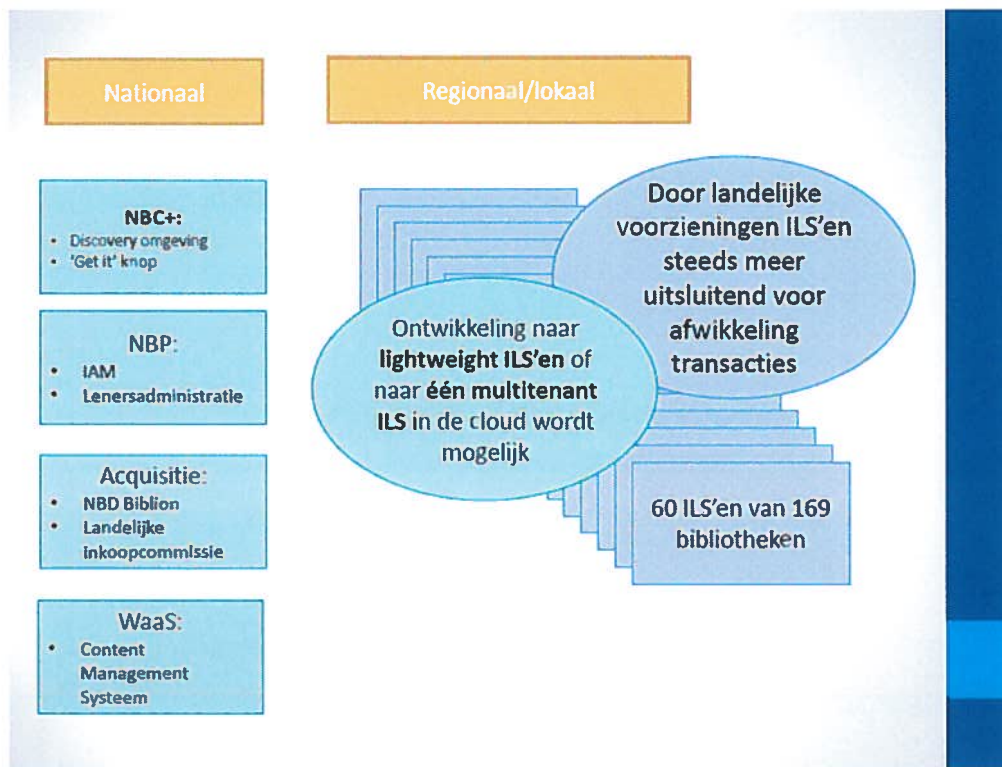 Nationaal
Regionaal/lokaal
NBC+:
• Discovery omgeving
• 'Get it' knop
NBP:
• IAM
• Lenersadministratie
Acquisitie:
• NBD Biblion
• Landelijke
inkoopcommissie
WaaS:
• Content
Management
Systeem
Door landelijke
voorzieningen ILS'en
steeds meer
uitsluitend voor
afwikkeling
transacties
Ontwikkeling naar
lightweight ILS'en of
naar één multitenant
ILS in de cloud wordt
mogelijk
60 ILS'en van 169
bibliotheken